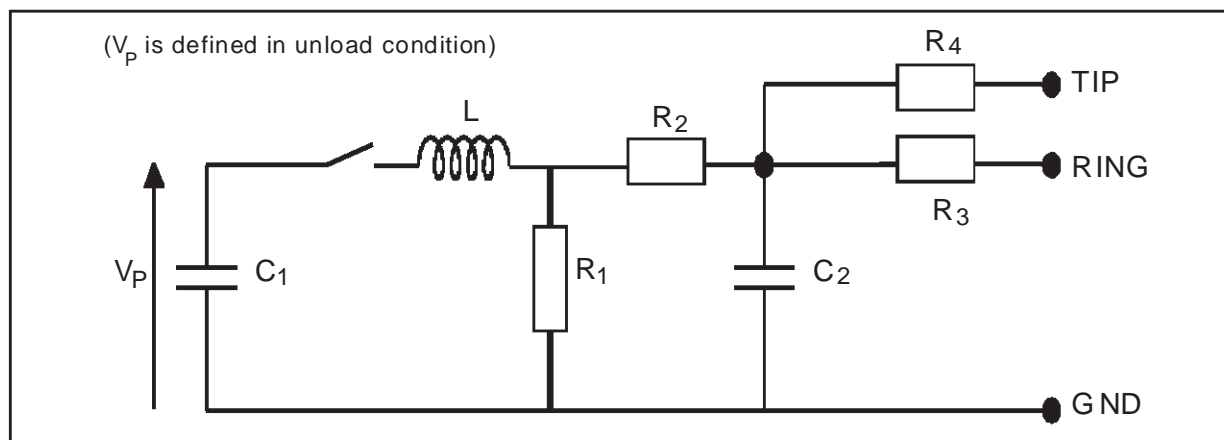 (VP is defined in unload condition)
R4
TIP
L
R2
RING
R3
VP
C1
R1
C2
GND